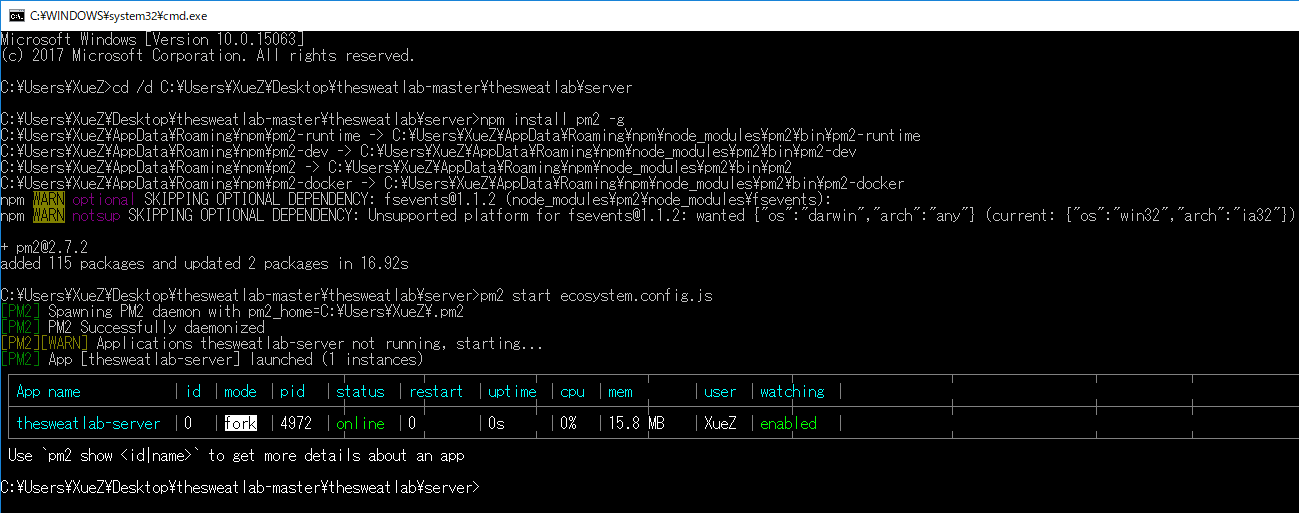 C:¥WINDOWS¥system32¥cmd.exe
Microsoft Windows [Version 10.0.15063]
(c) 2017 Microsoft Corporation. All rights reserved.
C:¥Users¥XueZ>cd /d C:¥Users¥XueZ¥Desktop¥thesweatlab-master¥thesweatlab¥server
C:¥Users¥XueZ¥Desktop¥thesweatlab-master¥thesweatlab¥server>npm install pm2 -g
C:¥Users¥XueZ¥AppData¥Roaming¥npm¥pm2-runtime -> C:¥Users¥XueZ¥AppData¥Roaming¥npm¥node_modules¥pm2¥bin¥pm2-runtime
C:¥Users¥XueZ¥AppData¥Roaming¥npm¥pm2-dev -> C:¥Users¥XueZ¥AppData¥Roaming¥npm¥node_modules¥pm2¥bin¥pm2-dev
C:¥Users¥XueZ¥AppData¥Roaming¥npm¥pm2 -> C:¥Users¥XueZ¥AppData¥Roaming¥npm¥node_modules¥pm2¥bin¥pm2
C:¥Users¥XueZ¥AppData¥Roaming¥npm¥pm2-docker -> C:¥Users¥XueZ¥AppData¥Roaming¥npm¥node_modules¥pm2¥bin¥pm2-docker
npm WARN optional SKIPPING OPTIONAL DEPENDENCY: fsevents@1.1.2 (node_modules¥pm2¥node_modules¥fsevents):
npm WARN notsup SKIPPING OPTIONAL DEPENDENCY: Unsupported platform for fsevents@1.1.2: wanted {"os":"darwin","arch":"any"} (current: {"os":"win32","arch":"ia32"})
+ pm2@2.7.2
added 115 packages and updated 2 packages in 16.92s
C:¥Users¥XueZ¥Desktop¥thesweatlab-master¥thesweatlab¥server>pm2 start ecosystem.config.js
[PM2] Spawning PM2 daemon with pm2_home=C:¥Users¥XueZ¥.pm2
[PM2] PM2 Successfully daemonized
[PM2][WARN] Applications thesweatlab-server not running, starting...
[PM2] App [thesweatlab-server] launched (1 instances)
App name | id | mode | pid | status | restart | uptime | cpu | mem | user | watching |
thesweatlab-server | 0 | fork | 4972 | online | 0 | 0s | 0% | 15.8 MB | XueZ | enabled |
Use `pm2 show <id|name>` to get more details about an app
C:¥Users¥XueZ¥Desktop¥thesweatlab-master¥thesweatlab¥server>